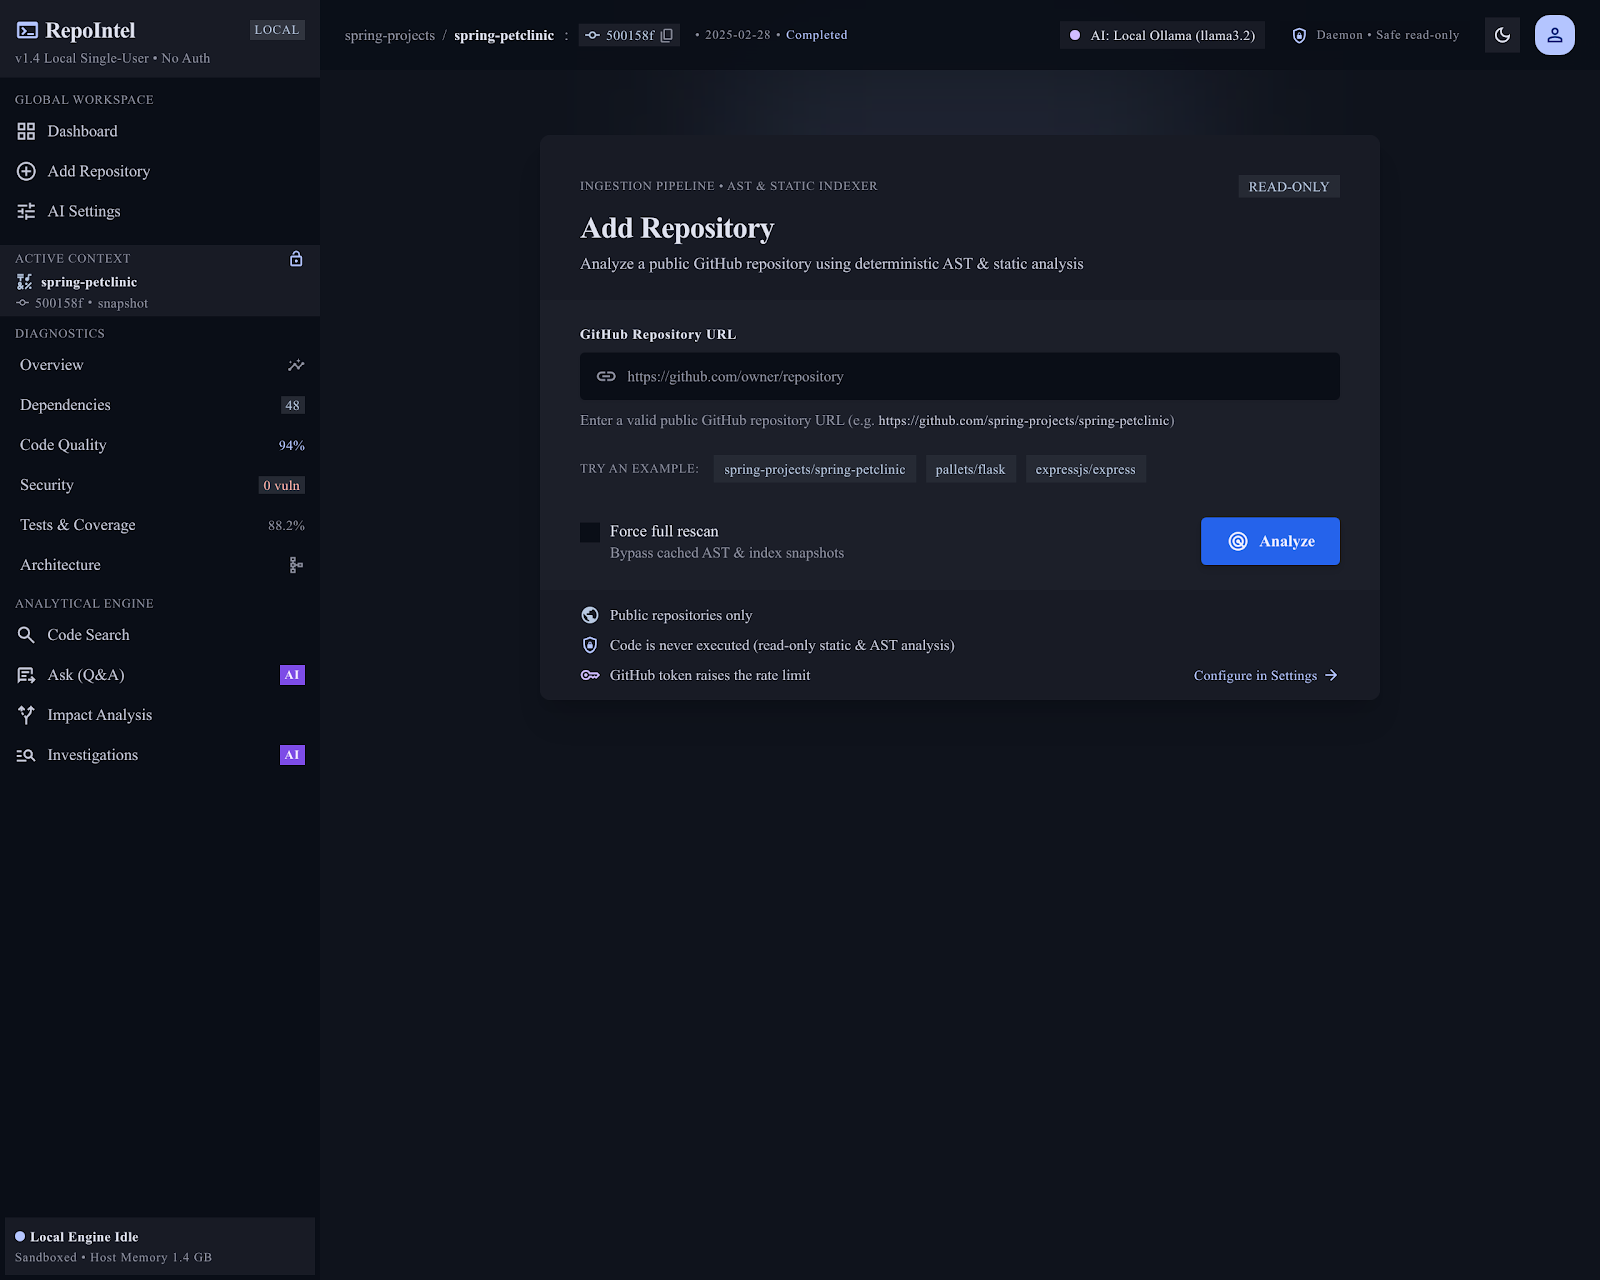 RepoIntel
LOCAL
v1.4 Local Single-User • No Auth
GLOBAL WORKSPACE
Dashboard
Add Repository
AI Settings
ACTIVE CONTEXT
spring-petclinic
500158f • snapshot
DIAGNOSTICS
Overview
Dependencies 48
Code Quality 94%
Security 0 vuln
Tests & Coverage 88.2%
Architecture
ANALYTICAL ENGINE
Code Search
Ask (Q&A) AI
Impact Analysis
Investigations AI
Local Engine Idle
Sandboxed • Host Memory 1.4 GB
spring-projects / spring-petclinic : 500158f • 2025-02-28 • Completed
AI: Local Ollama (llama3.2)
Daemon • Safe read-only
INGESTION PIPELINE • AST & STATIC INDEXER
READ-ONLY
Add Repository
Analyze a public GitHub repository using deterministic AST & static analysis
GitHub Repository URL
https://github.com/owner/repository
Enter a valid public GitHub repository URL (e.g. https://github.com/spring-projects/spring-petclinic)
TRY AN EXAMPLE: spring-projects/spring-petclinic pallets/flask expressjs/express
Force full rescan
Bypass cached AST & index snapshots
Analyze
Public repositories only
Code is never executed (read-only static & AST analysis)
GitHub token raises the rate limit
Configure in Settings →